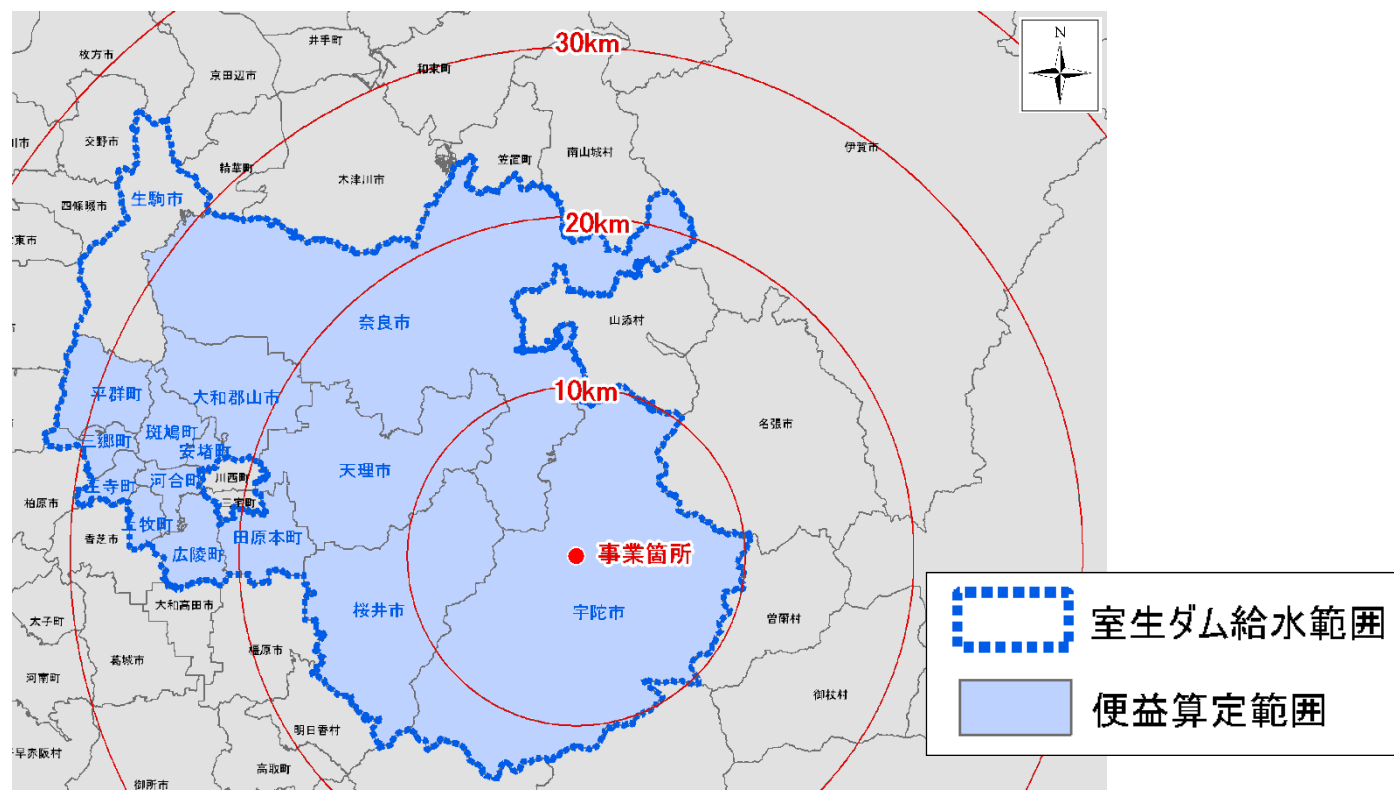 30km
N
井手町
枚方市
京田辺市
和束町
交野市
精華町
木津川市
笠置町
南山城村
伊賀市
生駒市
四條畷市
20km
奈良市
山添村
10km
平群町
大和郡山市
斑鳩町
三郷町
安堵町
名張市
天理市
川西町
河合町
王寺町
三宅町
柏原市
上牧町
田原本町
香芝市
広陵町
事業箇所
大和高田市
桜井市
宇陀市
太子町
曽爾村
葛城市
橿原市
河南町
御杖村
明日香村
高取町
御所市
室生ダム給水範囲
便益算定範囲